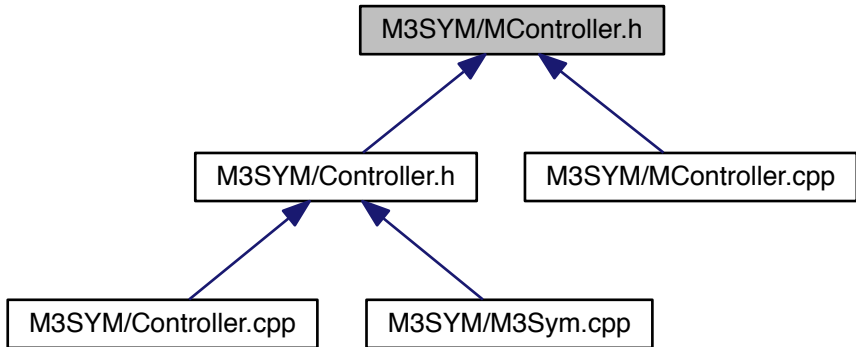 M3SYM/MController.h
M3SYM/Controller.h
M3SYM/MController.cpp
M3SYM/Controller.cpp
M3SYM/M3Sym.cpp